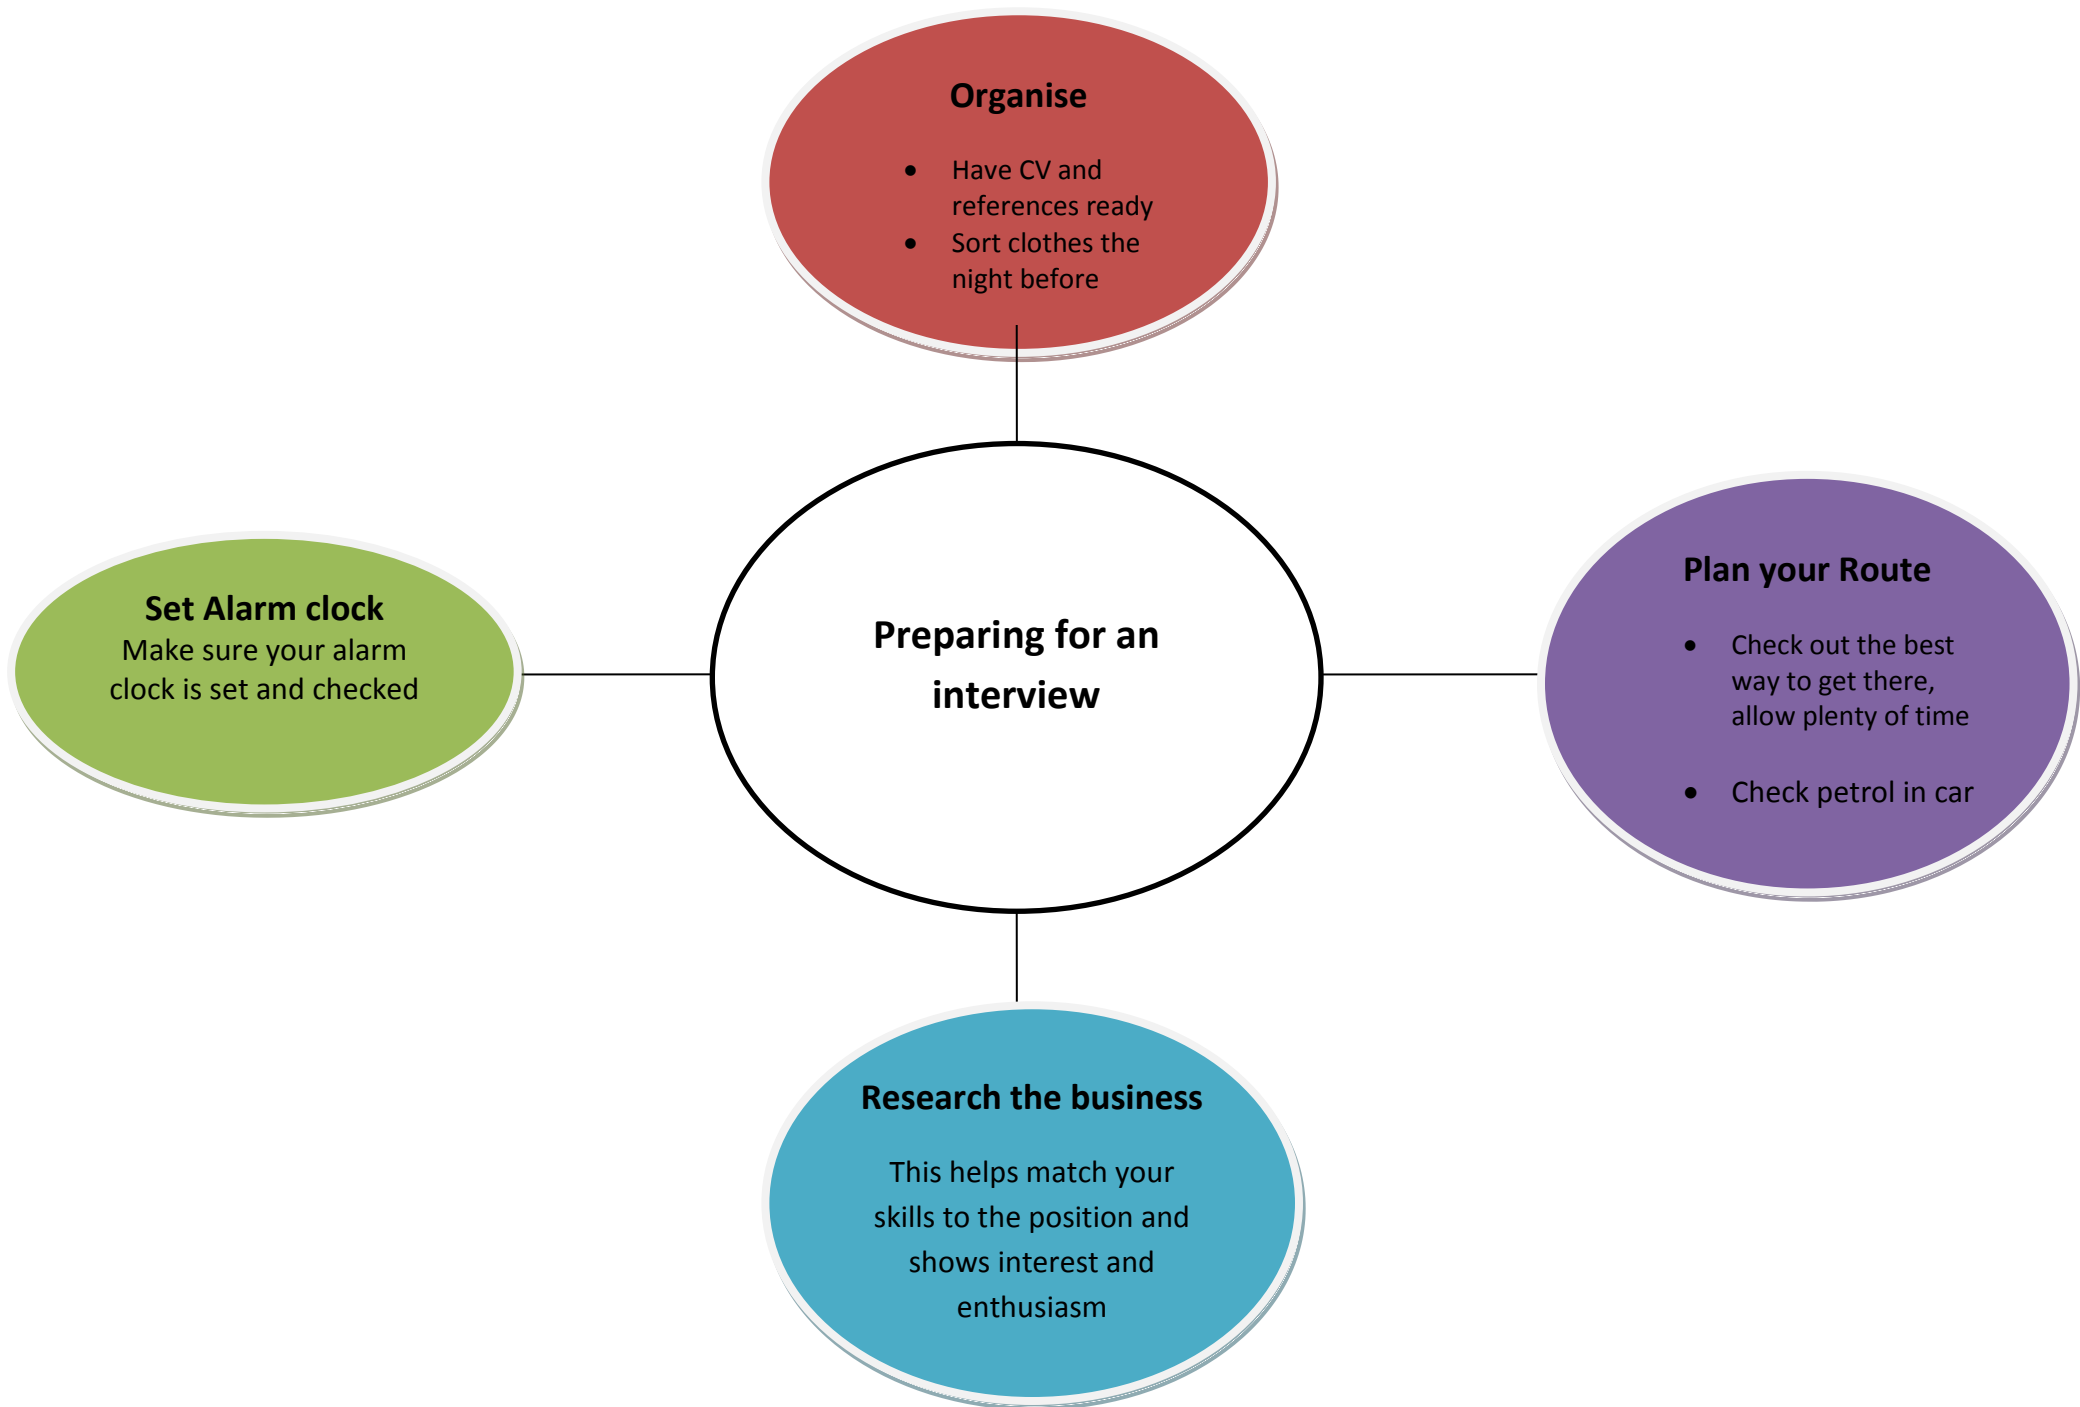 Organise
• Have CV and
references ready
• Sort clothes the
night before
Set Alarm clock
Make sure your alarm
clock is set and checked
Preparing for an
interview
Plan your Route
• Check out the best
way to get there,
allow plenty of time
• Check petrol in car
Research the business
This helps match your
skills to the position and
shows interest and
enthusiasm